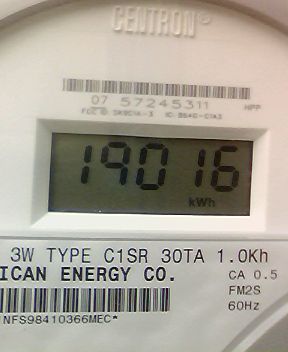 CENTRON®
07 57245311
HPP
19016
kWh
3W TYPE C1SR 30TA 1.0Kh
ICAN ENERGY CO.
CA 0.5
FM2S
60Hz
NFS98410366MEC*